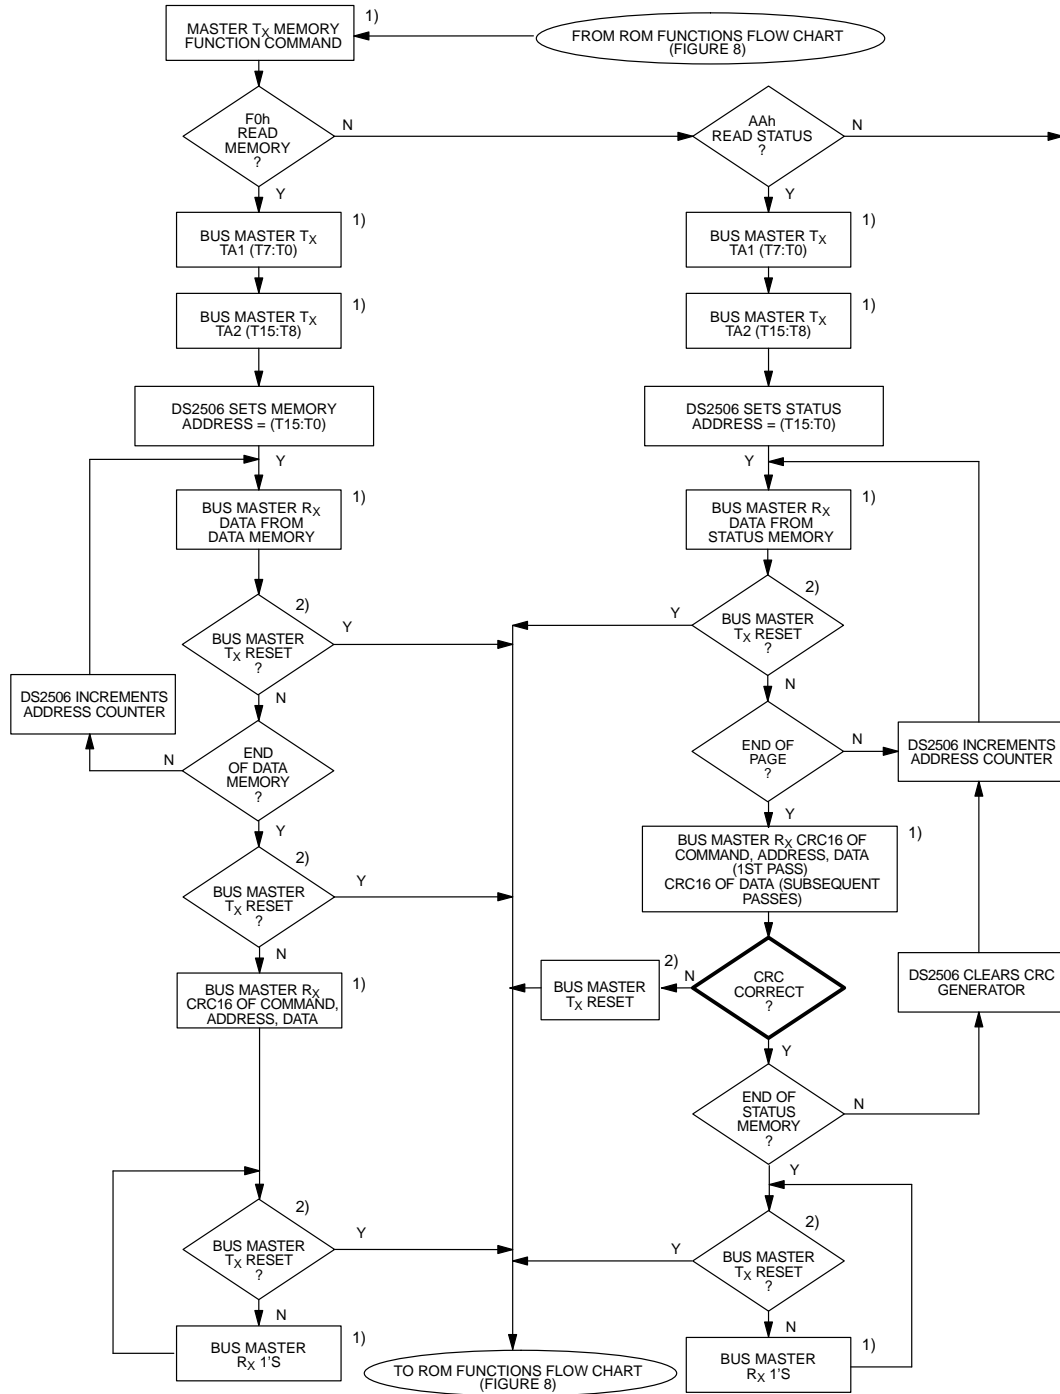 MASTER TX MEMORY
FUNCTION COMMAND
1)
FROM ROM FUNCTIONS FLOW CHART
(FIGURE 8)
F0h
READ
MEMORY
?
N
Y
AAh
READ STATUS
?
N
Y
BUS MASTER TX
TA1 (T7:T0)
1)
BUS MASTER TX
TA1 (T7:T0)
1)
BUS MASTER TX
TA2 (T15:T8)
1)
BUS MASTER TX
TA2 (T15:T8)
1)
DS2506 SETS MEMORY
ADDRESS = (T15:T0)
DS2506 SETS STATUS
ADDRESS = (T15:T0)
Y
Y
BUS MASTER RX
DATA FROM
DATA MEMORY
1)
BUS MASTER RX
DATA FROM
STATUS MEMORY
1)
BUS MASTER
TX RESET
?
2)
Y
N
BUS MASTER
TX RESET
?
2)
Y
N
DS2506 INCREMENTS
ADDRESS COUNTER
END
OF DATA
MEMORY
?
N
Y
END OF
PAGE
?
N
Y
DS2506 INCREMENTS
ADDRESS COUNTER
BUS MASTER
TX RESET
?
2)
Y
N
BUS MASTER RX CRC16 OF
COMMAND, ADDRESS, DATA
(1ST PASS)
CRC16 OF DATA (SUBSEQUENT
PASSES)
1)
BUS MASTER RX
CRC16 OF COMMAND,
ADDRESS, DATA
1)
BUS MASTER
TX RESET
2)
N
CRC
CORRECT
?
Y
DS2506 CLEARS CRC
GENERATOR
END OF
STATUS
MEMORY
?
N
Y
BUS MASTER
TX RESET
?
2)
Y
N
BUS MASTER
TX RESET
?
2)
Y
N
BUS MASTER
RX 1'S
1)
TO ROM FUNCTIONS FLOW CHART
(FIGURE 8)
BUS MASTER
RX 1'S
1)